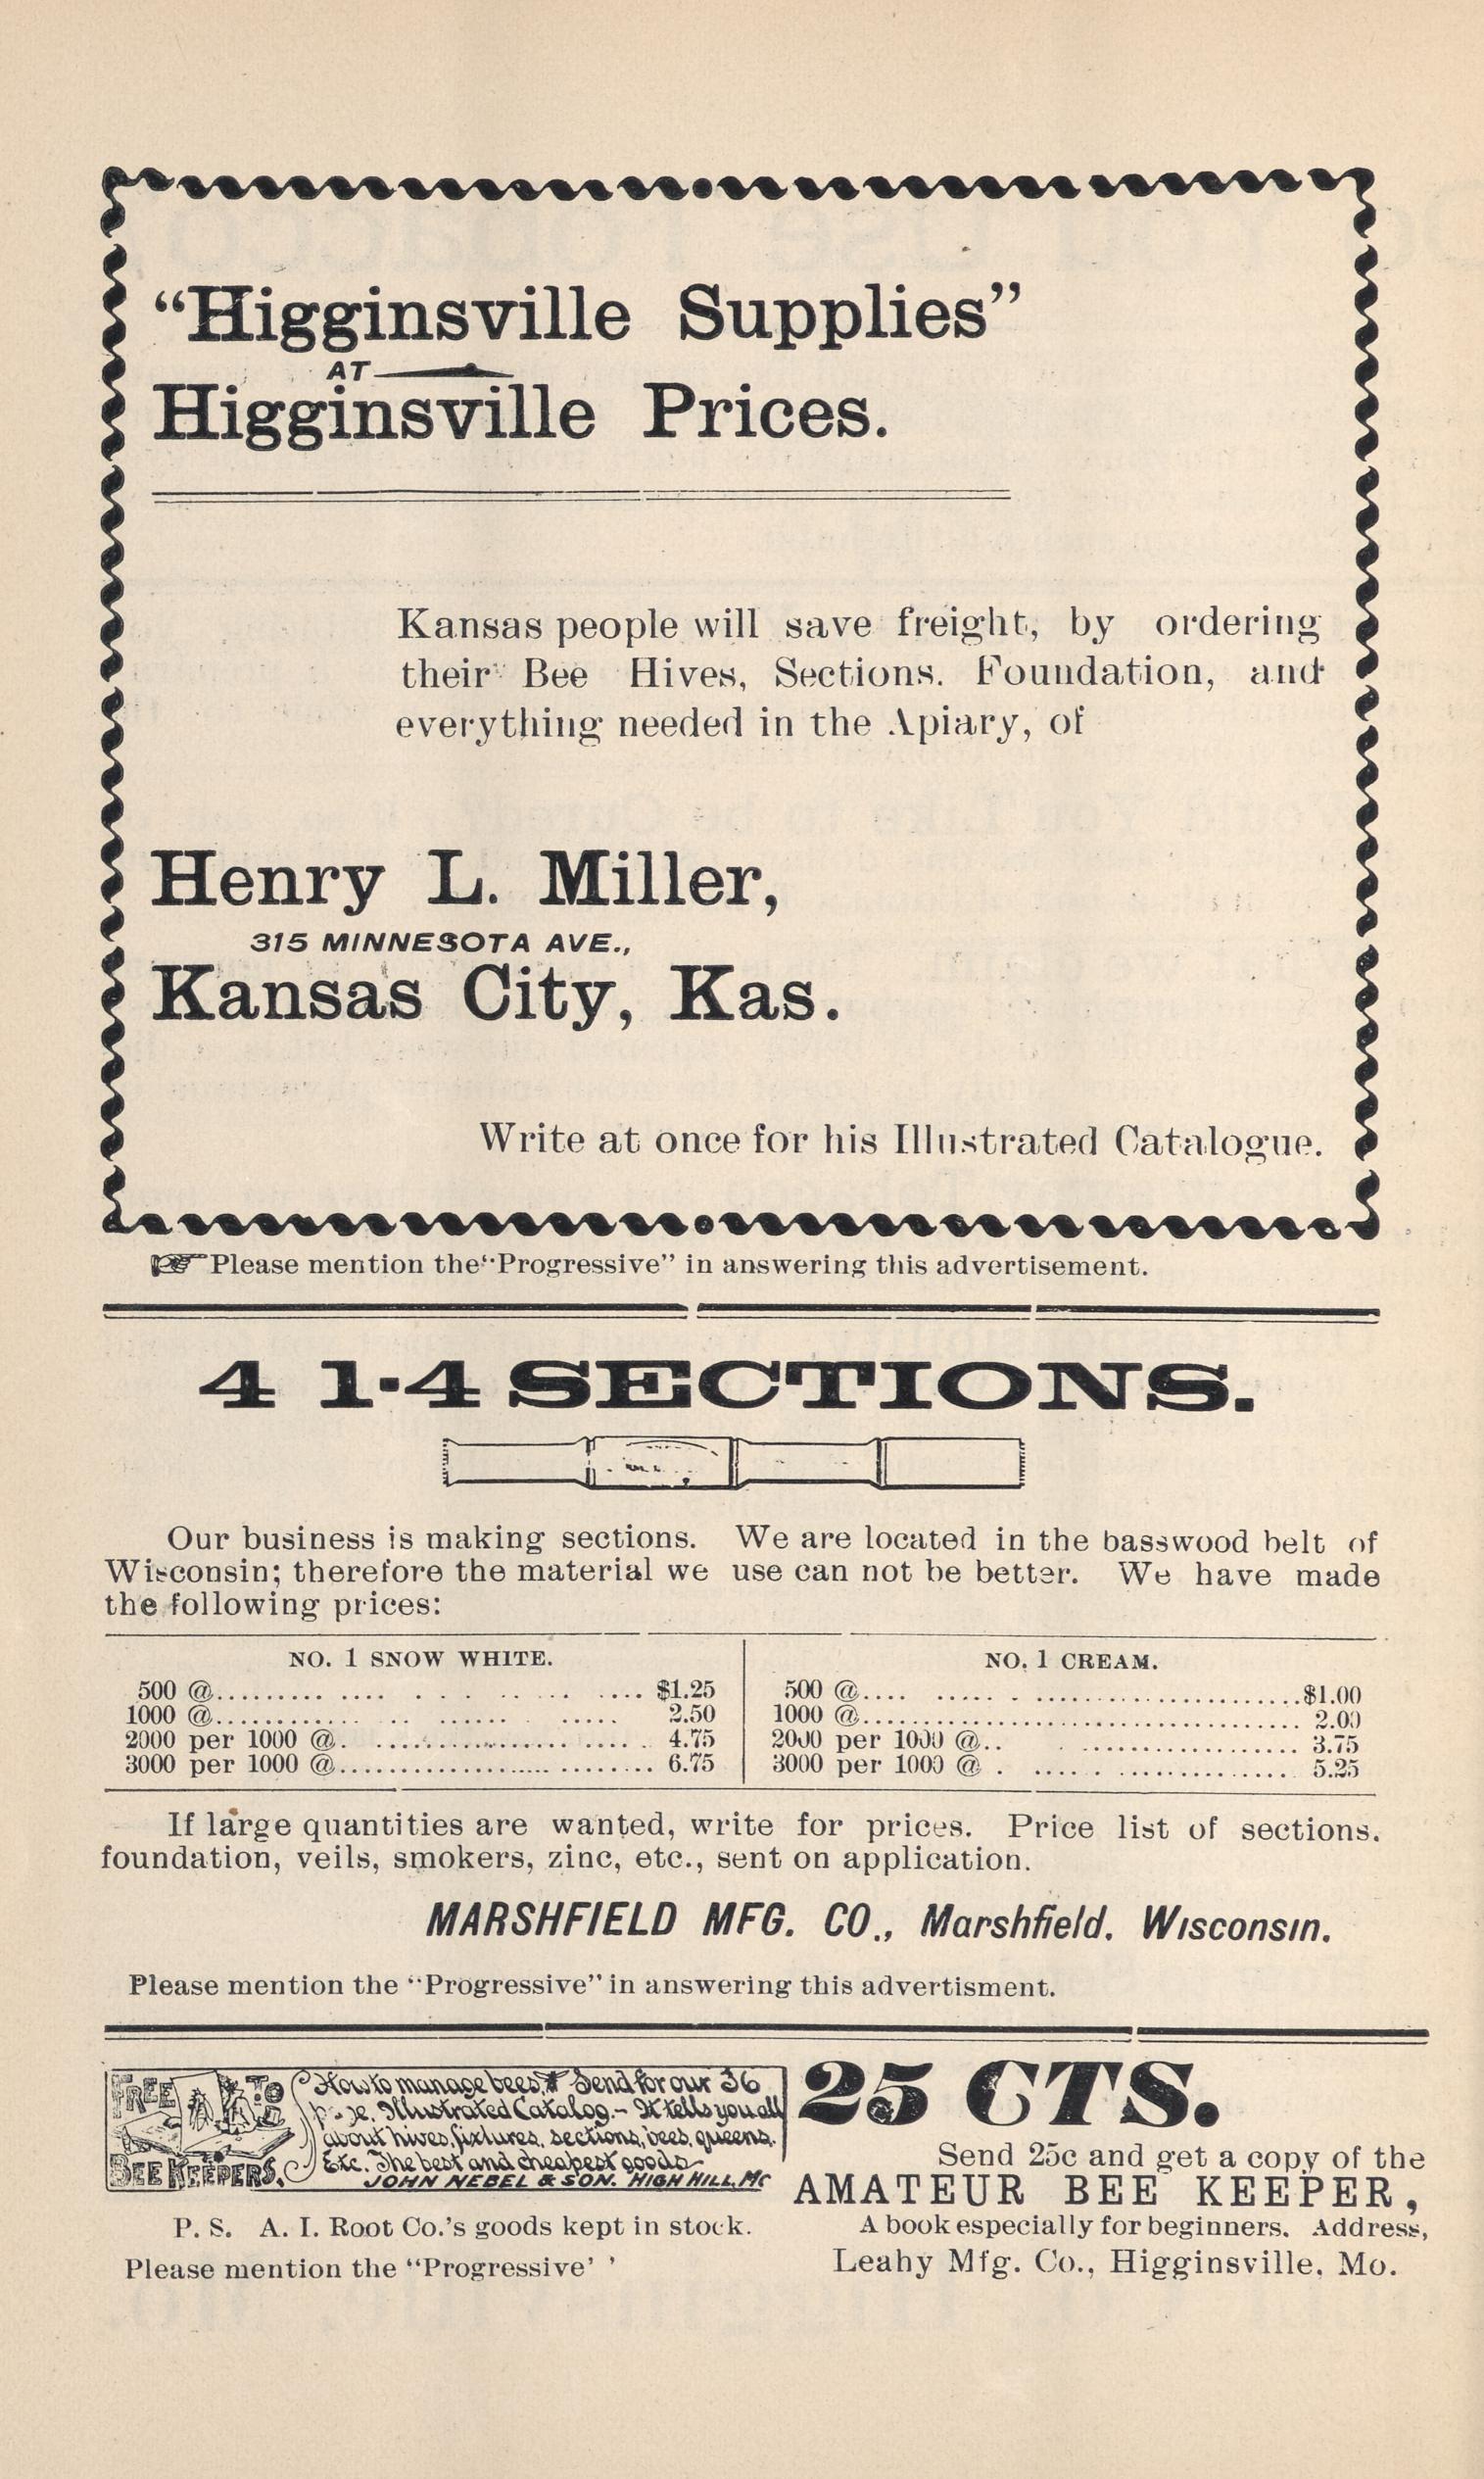 “Higginsville Supplies”
AT
Higginsville Prices.
Kansas people will save freight, by ordering
their Bee Hives, Sections. Foundation, and
everything needed in the Apiary, of
Henry L. Miller,
315 MINNESOTA AVE.,
Kansas City, Kas.
Write at once for his Illustrated Catalogue.
☞Please mention the“Progressive” in answering this advertisement.
4 1-4 SECTIONS.
Our business is making sections. We are located in the basswood belt of
Wisconsin; therefore the material we use can not be better. We have made
the following prices:
NO. 1 SNOW WHITE.
500 @......... .... . . . .. ... .... $1.25
1000 @............ .. ...... ..... 2.50
2000 per 1000 @. .................. ..... . 4.75
3000 per 1000 @...................... ........ 6.75
NO. 1 CREAM.
500 @.... ..... . .........................$1.00
1000 @........................................ 2.00
2000 per 1000 @.. .................... 3.75
3000 per 1000 @ . ..... . ................ 5.25
If large quantities are wanted, write for prices. Price list of sections.
foundation, veils, smokers, zinc, etc., sent on application.
MARSHFIELD MFG. CO., Marshfield. Wisconsin.
Please mention the “Progressive” in answering this advertisment.
FREE TO
BEE KEEPERS.
How to manage bees. Send for our 36
Illustrated Catalog.- It tells you all
about hives, fixtures, sections, bees, queens.
Etc. The best and cheapest goods
JOHN NEBEL & SON. HIGH HILL, Mo
P. S. A. I. Root Co.'s goods kept in stock.
Please mention the “Progressive' '
25 CTS.
Send 25c and get a copy of the
AMATEUR BEE KEEPER,
A book especially for beginners. Address,
Leahy Mfg. Co., Higginsville, Mo.